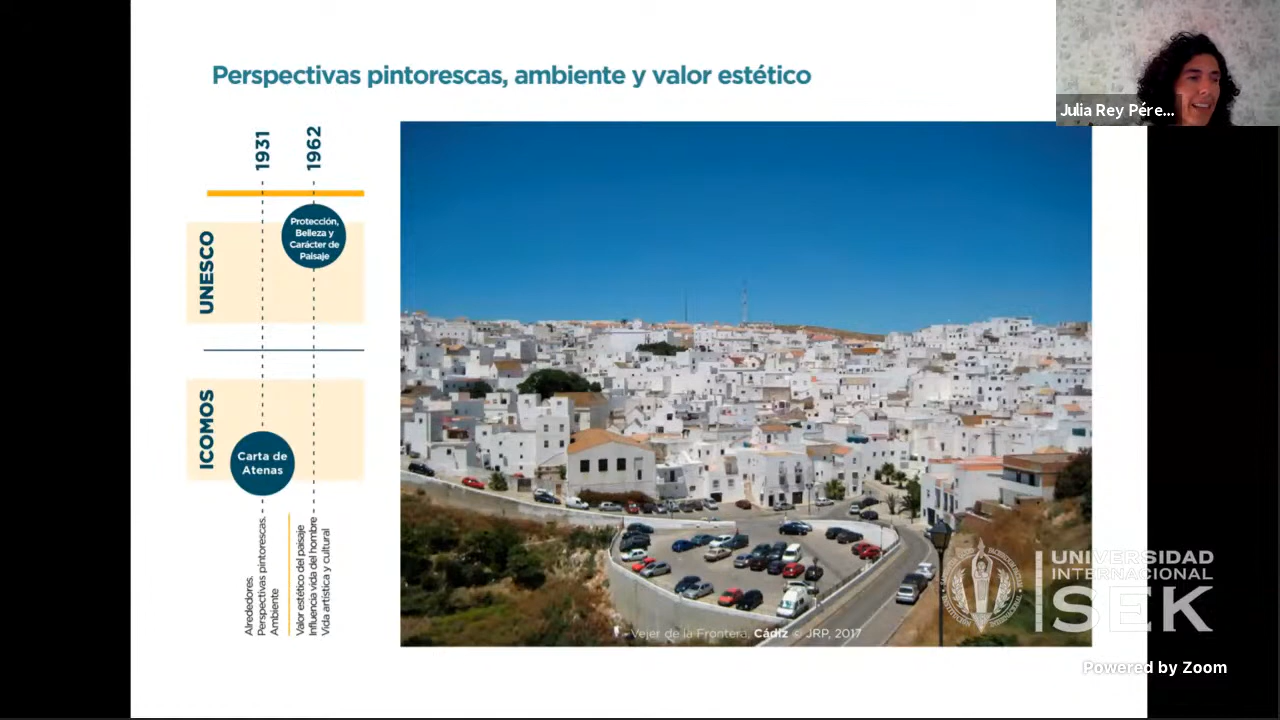 Perspectivas pintorescas, ambiente y valor estético
Julia Rey Pére...
1931
1962
Protección,
Belleza y
Carácter de
Paisaje
UNESCO
ICOMOS
Carta de
Atenas
Alrededores.
Perspectivas pintorescas.
Ambiente
Valor estético del paisaje
Influencia vida del hombre
Vida artística y cultural
Vejer de la Frontera, Cádiz © JRP, 2017
UNIVERSIDAD
INTERNACIONAL
SEK
Powered by Zoom